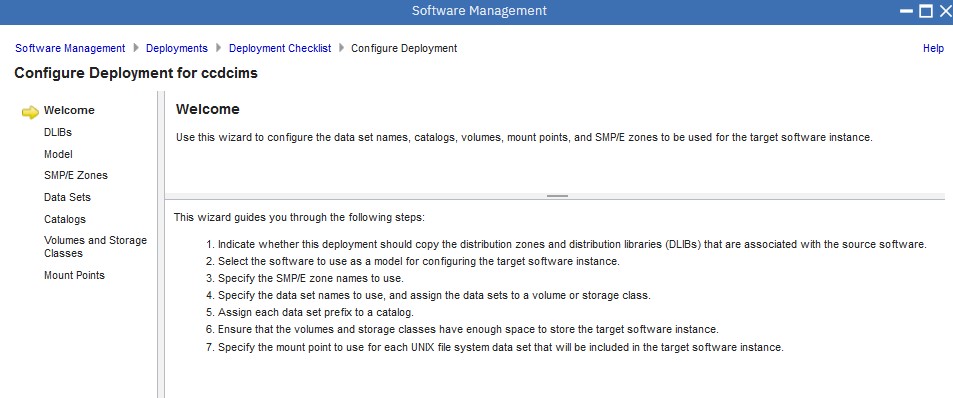 Software Management
Software Management Deployments Deployment Checklist Configure Deployment Help
Configure Deployment for ccdcims
Welcome
DLIBs
Model
SMP/E Zones
Data Sets
Catalogs
Volumes and Storage
Classes
Mount Points
Welcome
Use this wizard to configure the data set names, catalogs, volumes, mount points, and SMP/E zones to be used for the target software instance.
This wizard guides you through the following steps:
1. Indicate whether this deployment should copy the distribution zones and distribution libraries (DLIBs) that are associated with the source software.
2. Select the software to use as a model for configuring the target software instance.
3. Specify the SMP/E zone names to use.
4. Specify the data set names to use, and assign the data sets to a volume or storage class.
5. Assign each data set prefix to a catalog.
6. Ensure that the volumes and storage classes have enough space to store the target software instance.
7. Specify the mount point to use for each UNIX file system data set that will be included in the target software instance.